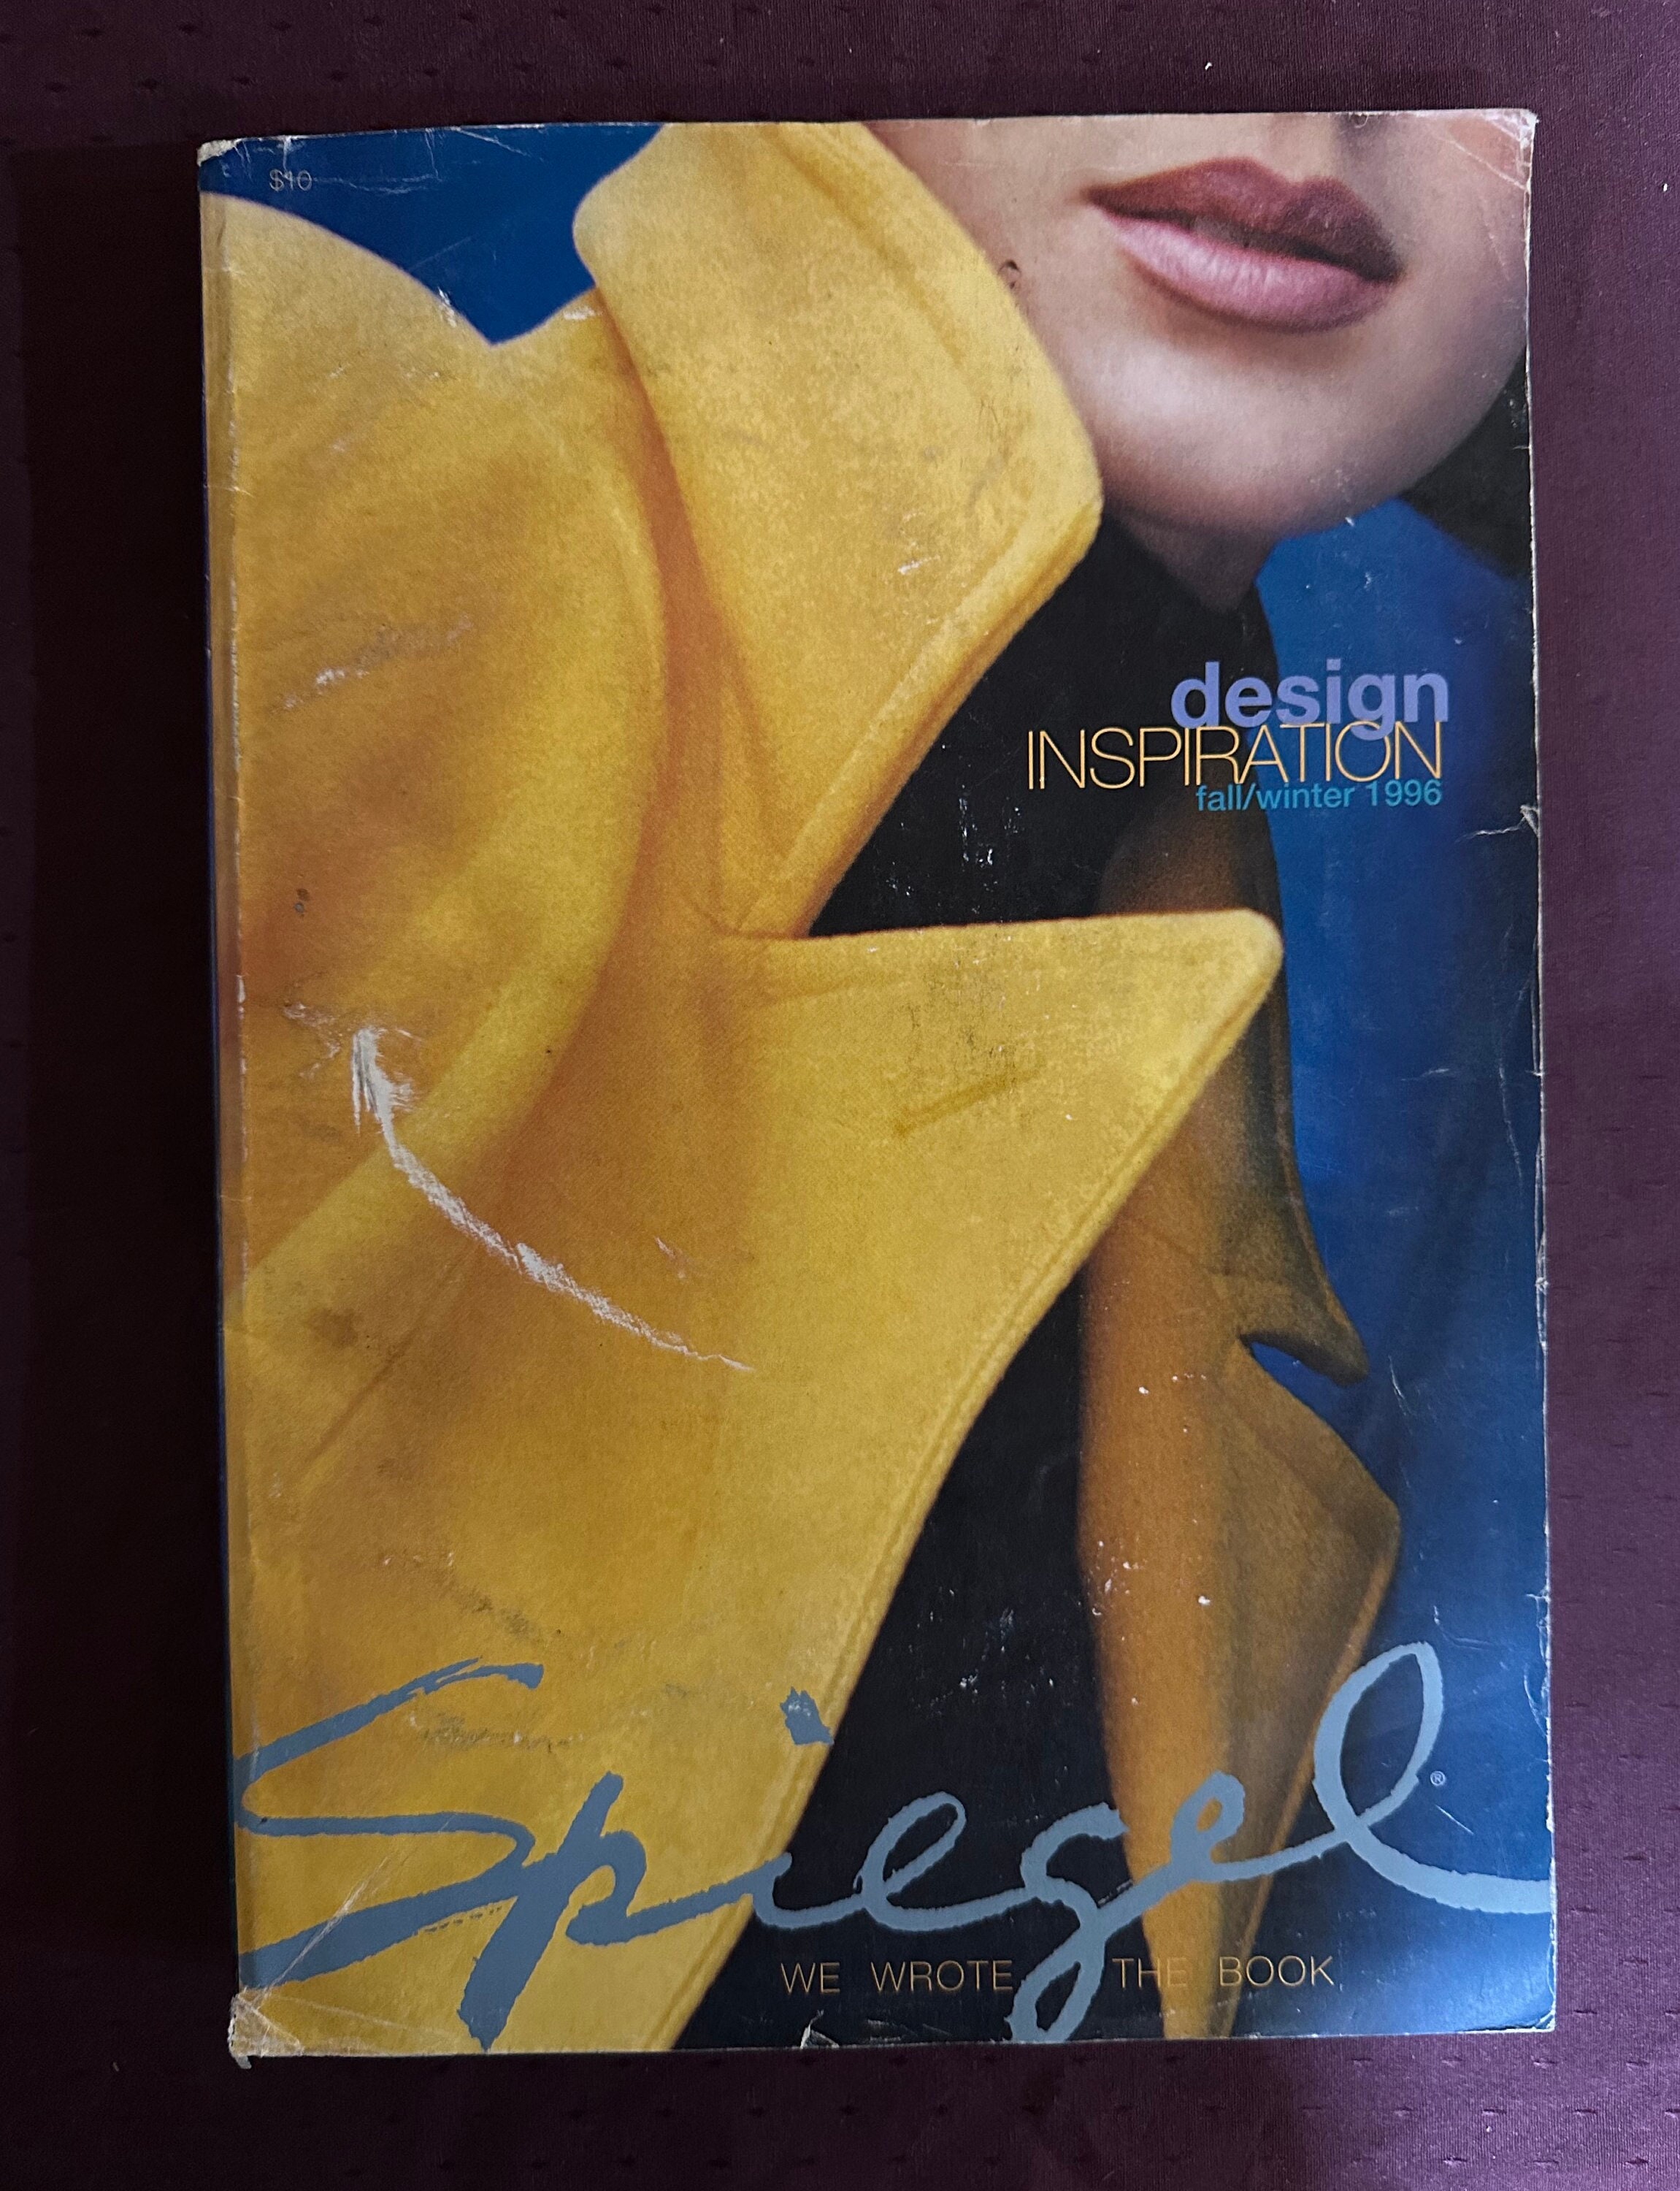 $10
design
INSPIRATION
fall/winter 1996
Spiegel®
WE WROTE THE BOOK